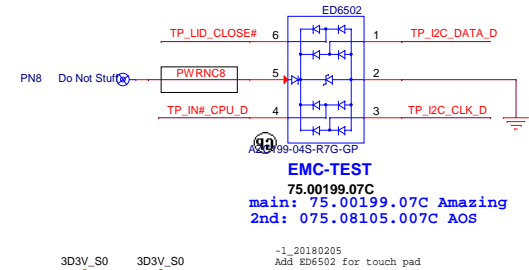 ED6502
TP_LID_CLOSE# 6 1 TP_I2C_DATA_D
PN8 Do Not Stuff PWRNC8 5 2
TP_IN#_CPU_D 4 3 TP_I2C_CLK_D
99-04S-R7G-GP
EMC-TEST
75.00199.07C
main: 75.00199.07C Amazing
2nd: 075.08105.007C AOS
-1_20180205
3D3V_S0 3D3V_S0 Add ED6502 for touch pad